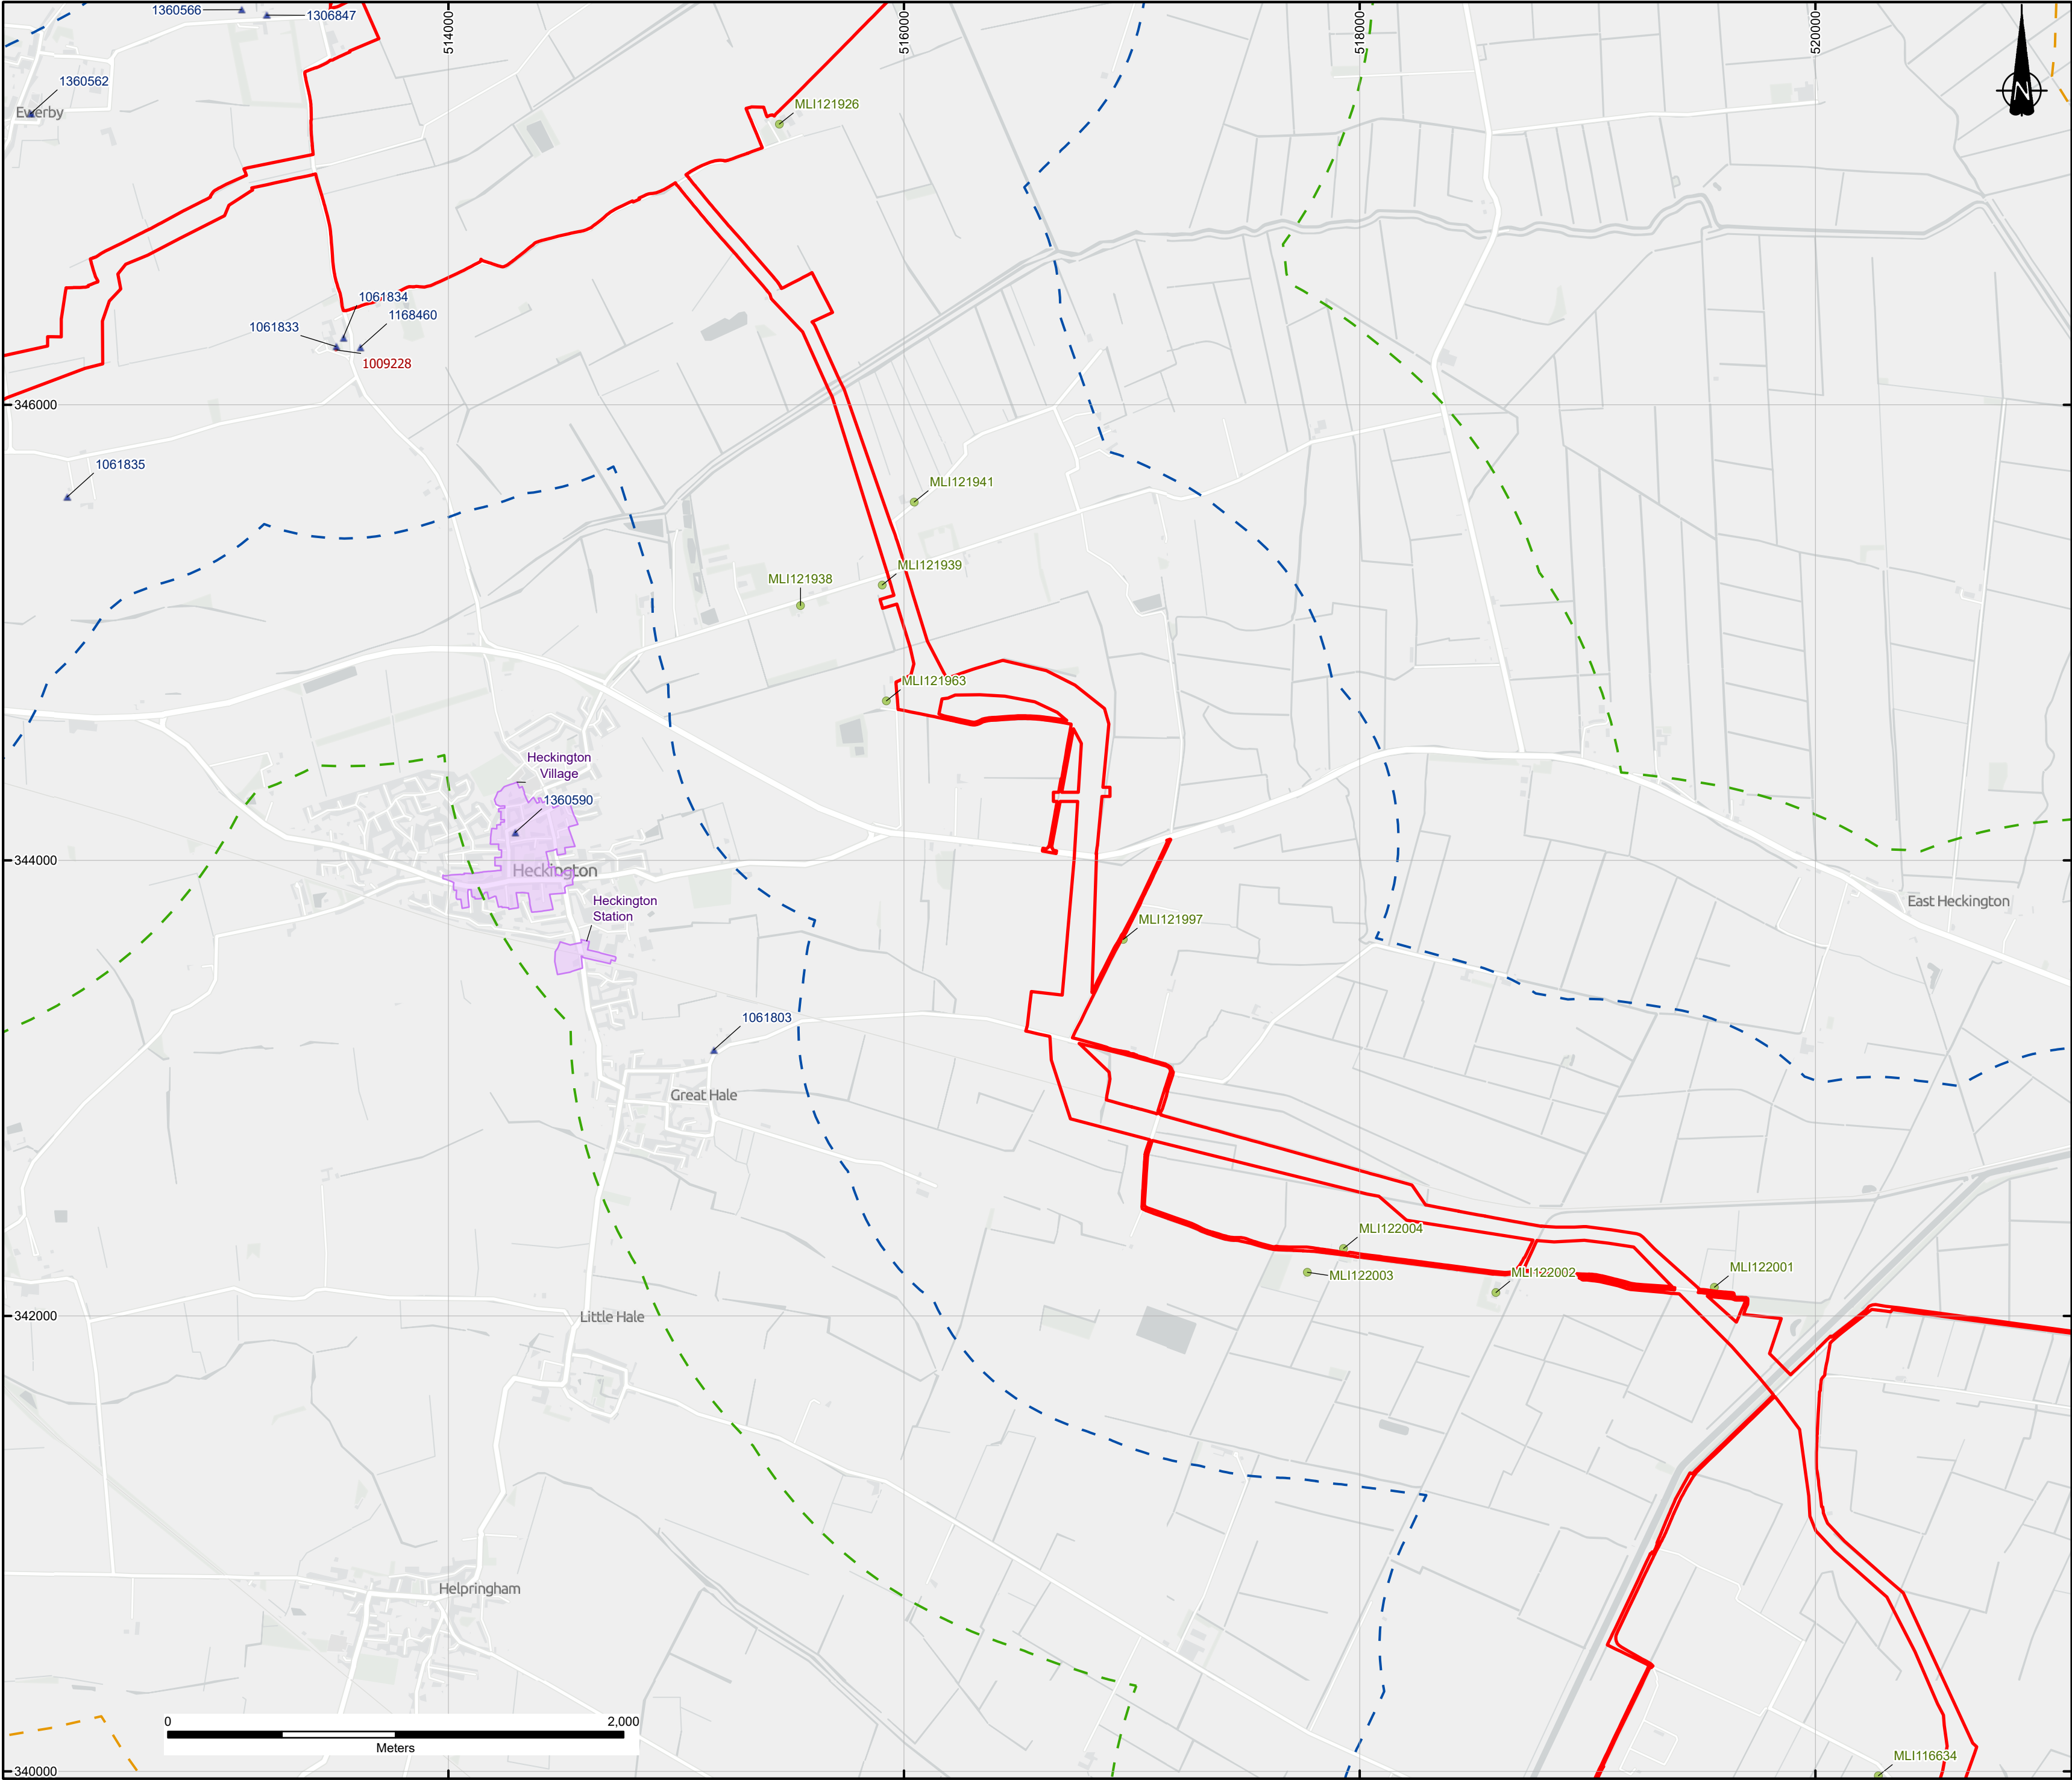 1360566
1306847
514000
516000
518000
520000
N
1360562
Ewerby
MLI121926
1061834
1168460
1061833
1009228
346000
1061835
MLI121941
MLI121939
MLI121938
MLI121963
Heckington
Village
1360590
344000
Heckington
Heckington
Station
East Heckington
MLI121997
1061803
Great Hale
MLI122004
MLI122003
MLI122002
MLI122001
342000
Little Hale
Helpringham
0
2,000
Meters
MLI116634
340000